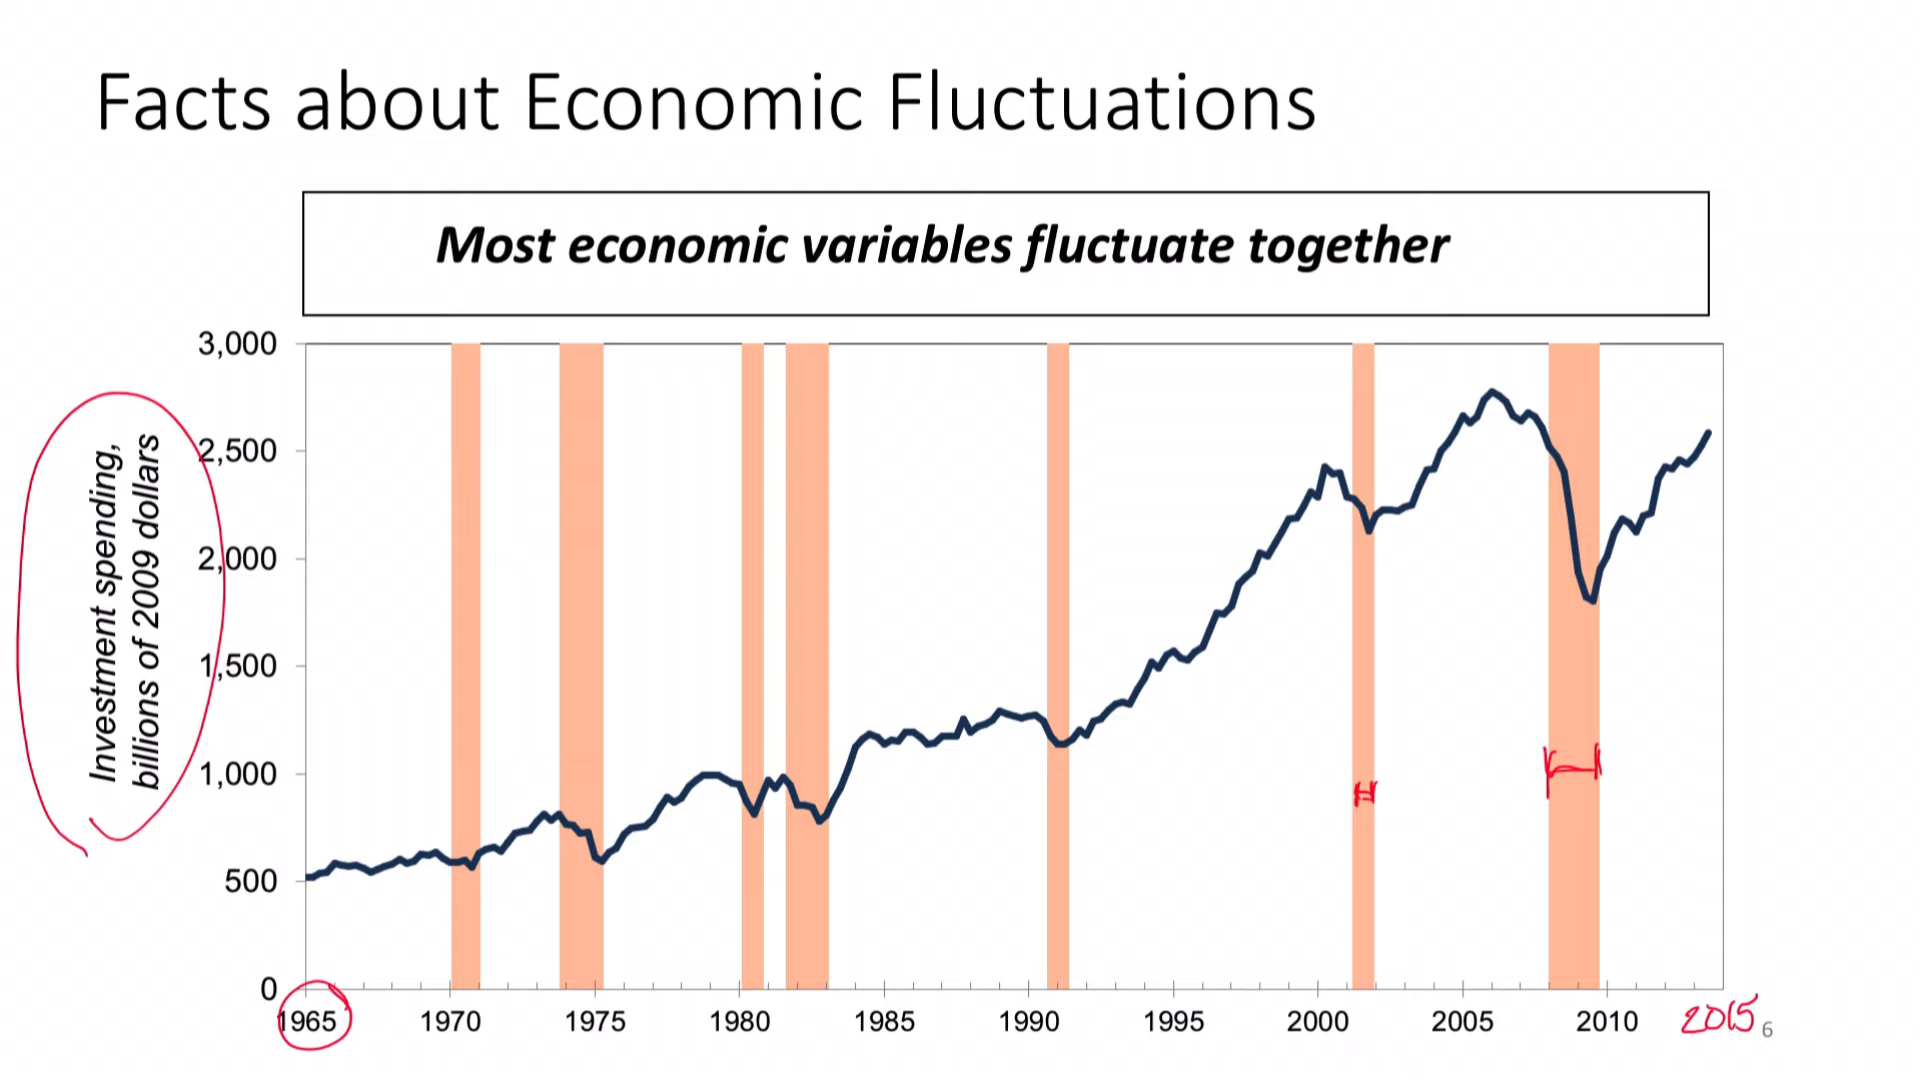 Facts about Economic Fluctuations
Most economic variables fluctuate together
Investment spending,
billions of 2009 dollars
3,000
2,500
2,000
1,500
1,000
500
0
1965 1970 1975 1980 1985 1990 1995 2000 2005 2010 2015
6